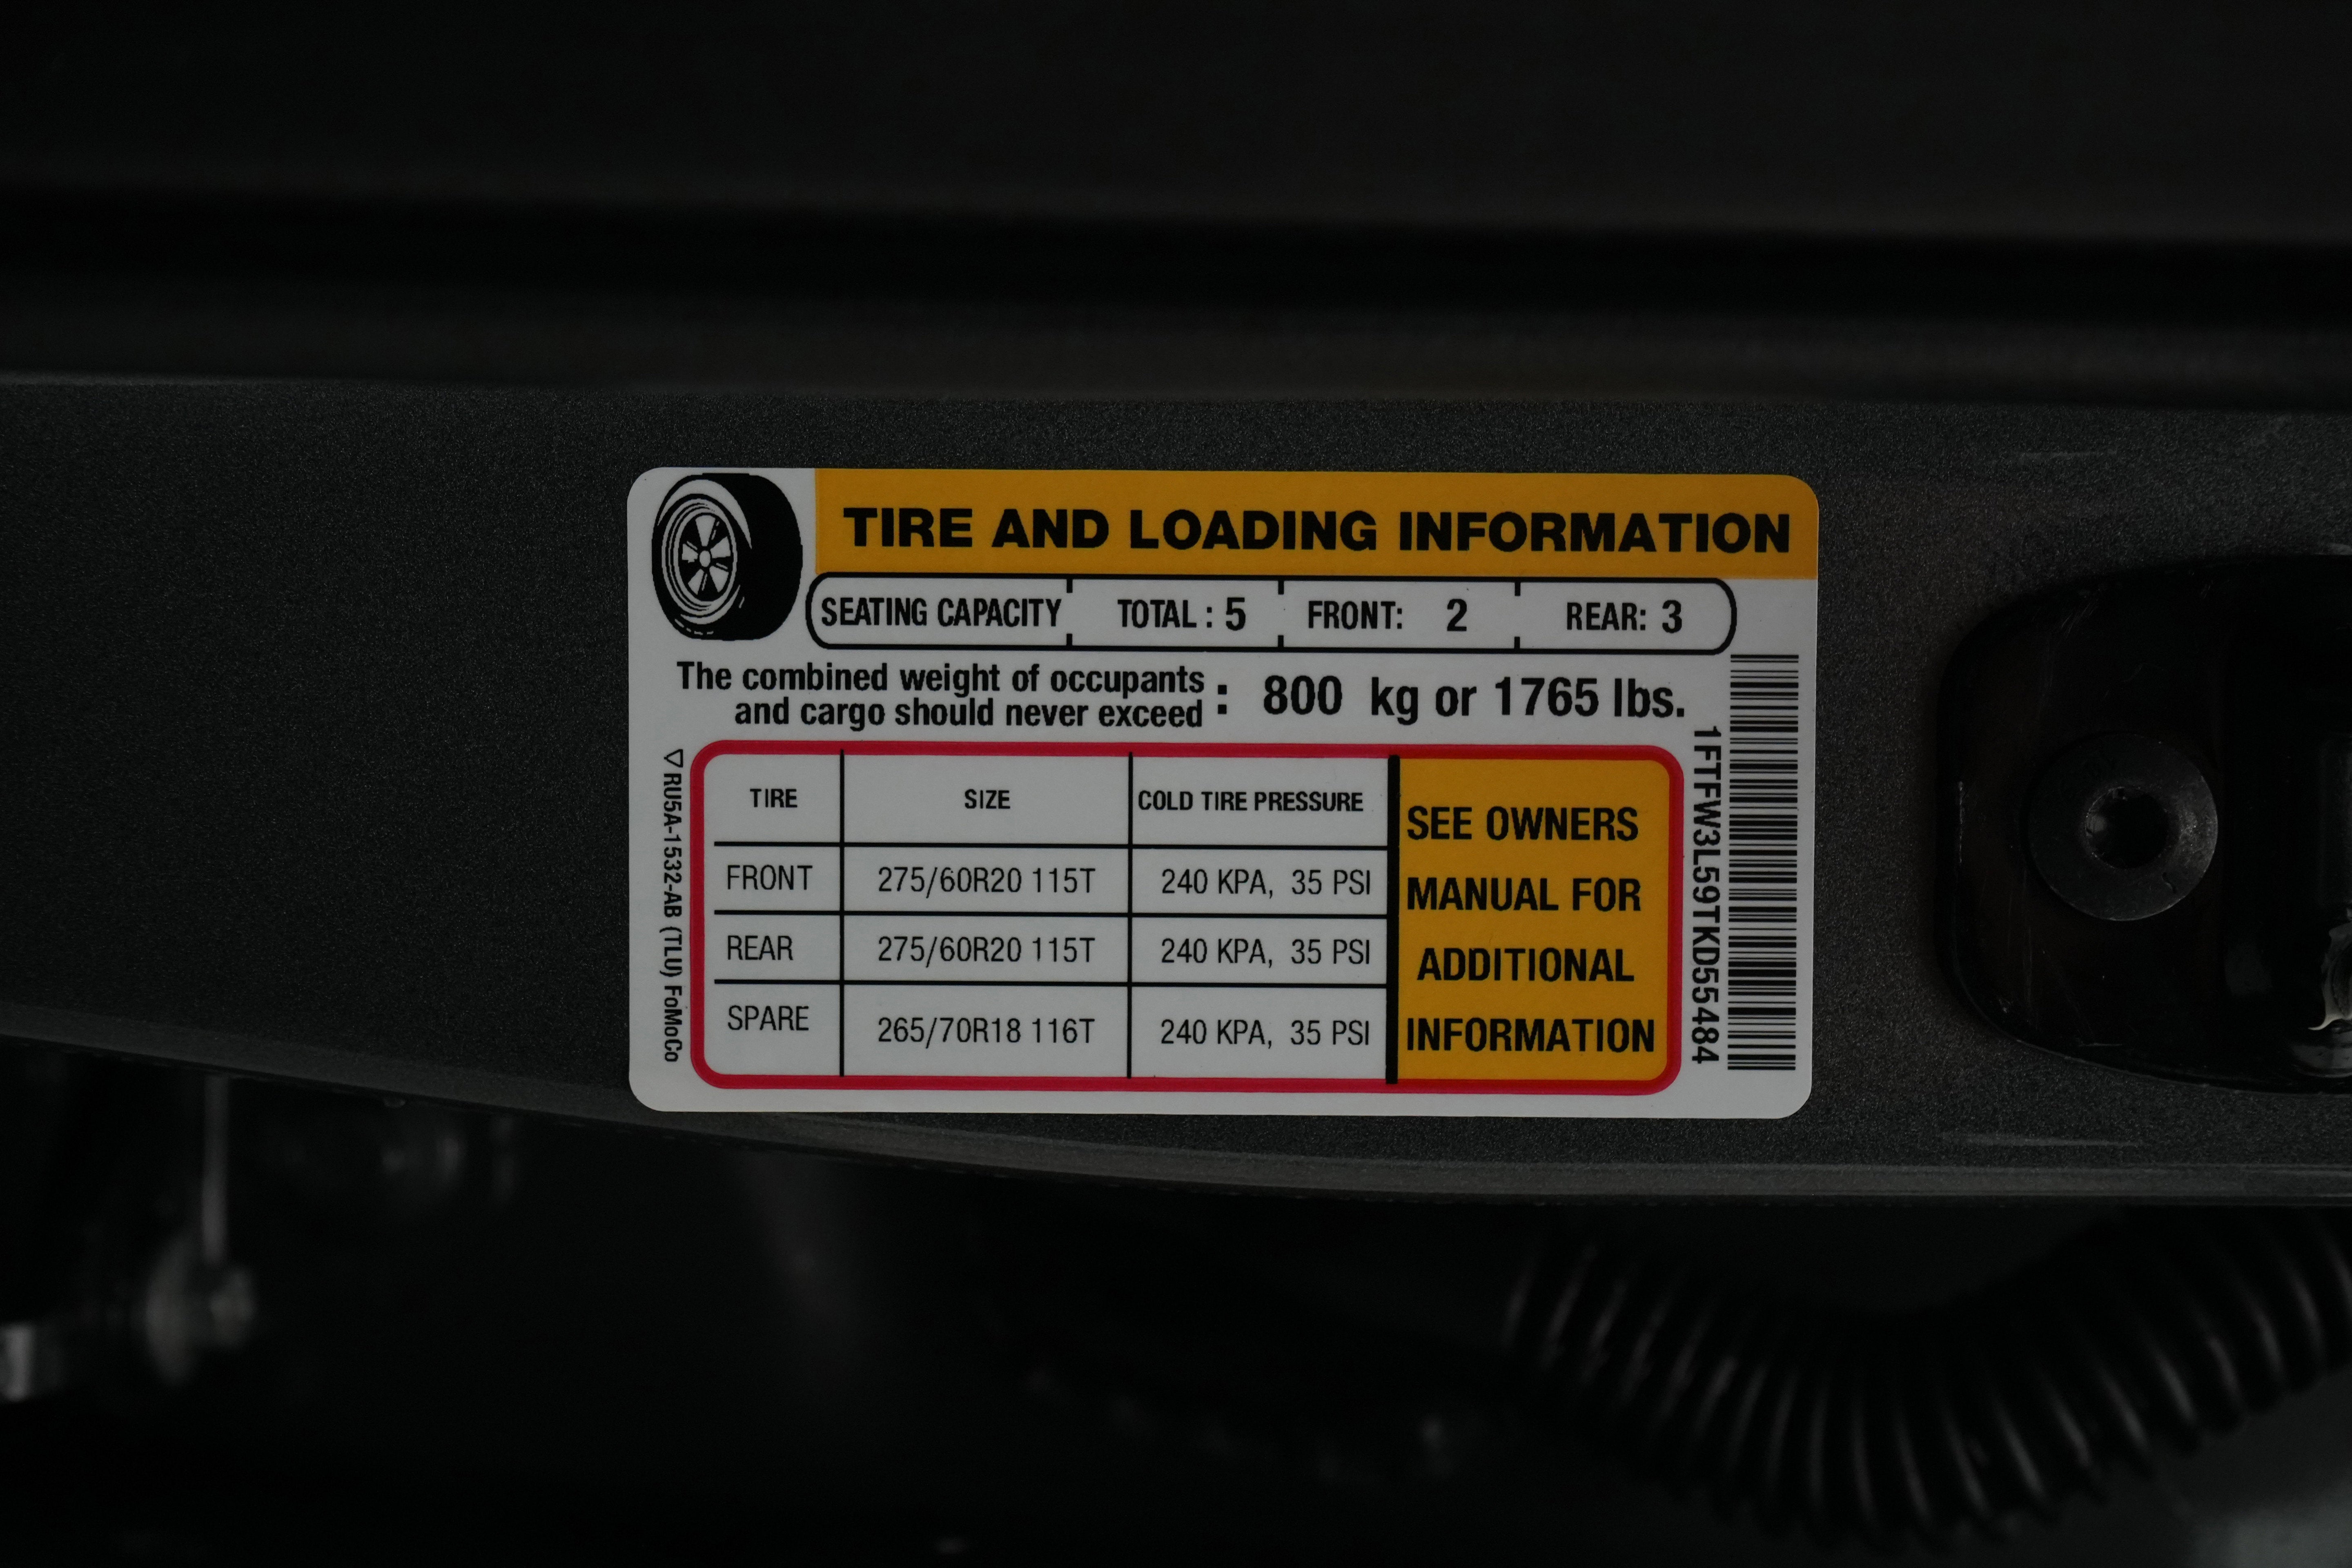 TIRE AND LOADING INFORMATION
SEATING CAPACITY TOTAL : 5 FRONT: 2 REAR: 3
The combined weight of occupants
and cargo should never exceed : 800 kg or 1765 lbs.
TIRE SIZE COLD TIRE PRESSURE
FRONT 275/60R20 115T 240 KPA, 35 PSI
REAR 275/60R20 115T 240 KPA, 35 PSI
SPARE 265/70R18 116T 240 KPA, 35 PSI
SEE OWNERS
MANUAL FOR
ADDITIONAL
INFORMATION
RU5A-1532-AB (TLU) FoMoCo
1FTFW3L59TKD55484